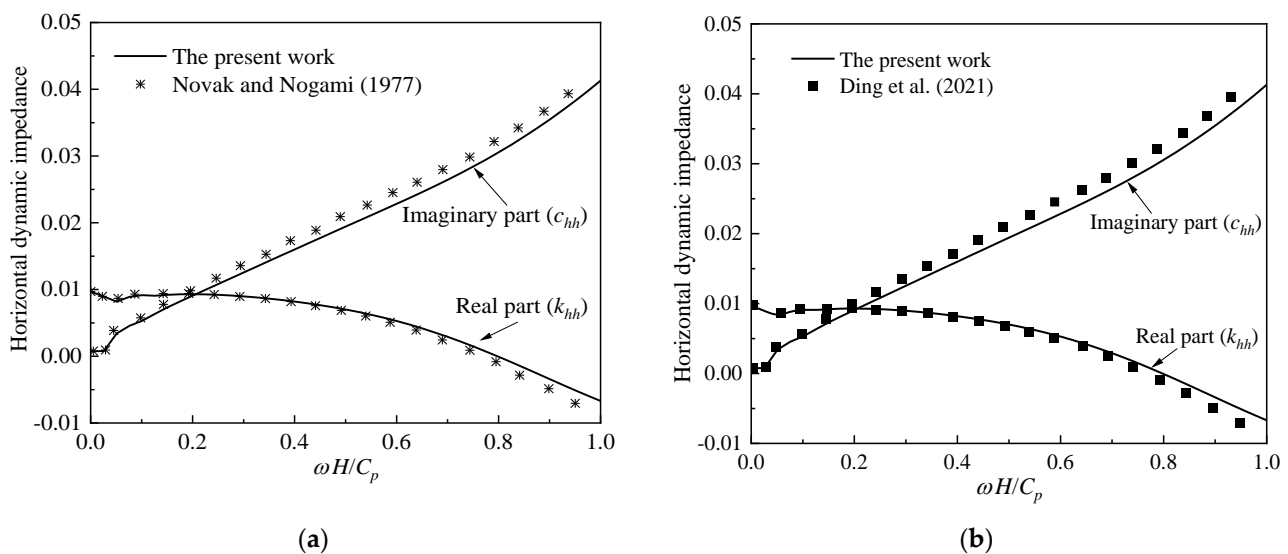 The present work
Novak and Nogami (1977)
Horizontal dynamic impedance
0.05
0.04
0.03
0.02
0.01
0.00
-0.01
Imaginary part (c_hh)
Real part (k_hh)
0.0 0.2 0.4 0.6 0.8 1.0
ωH/C_p
(a)
The present work
Ding et al. (2021)
Horizontal dynamic impedance
0.05
0.04
0.03
0.02
0.01
0.00
-0.01
Imaginary part (c_hh)
Real part (k_hh)
0.0 0.2 0.4 0.6 0.8 1.0
ωH/C_p
(b)